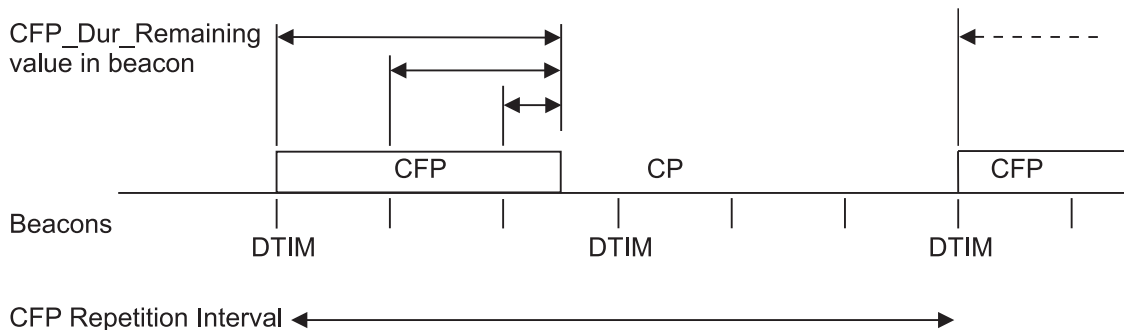 CFP_Dur_Remaining
value in beacon
CFP
CP
CFP
Beacons
DTIM
DTIM
DTIM
CFP Repetition Interval